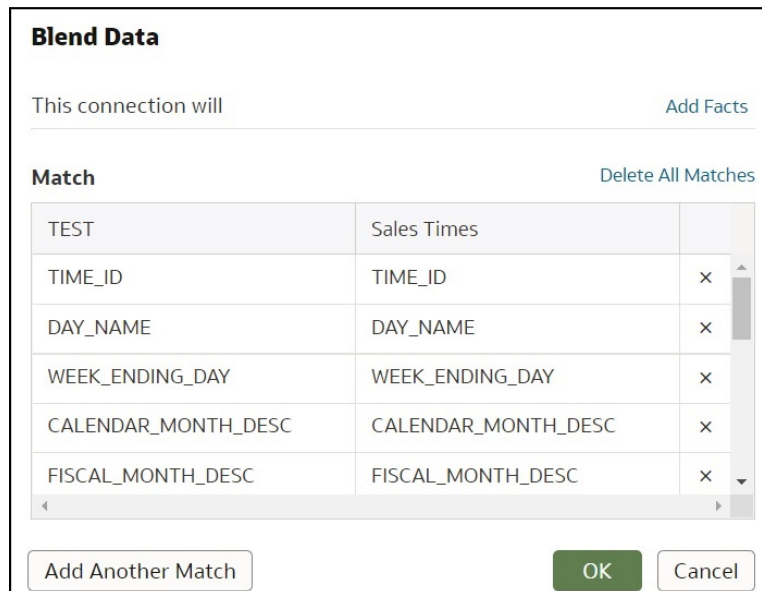 Blend Data
This connection will Add Facts
Match Delete All Matches
TEST Sales Times
TIME_ID TIME_ID ×
DAY_NAME DAY_NAME ×
WEEK_ENDING_DAY WEEK_ENDING_DAY ×
CALENDAR_MONTH_DESC CALENDAR_MONTH_DESC ×
FISCAL_MONTH_DESC FISCAL_MONTH_DESC ×
Add Another Match OK Cancel